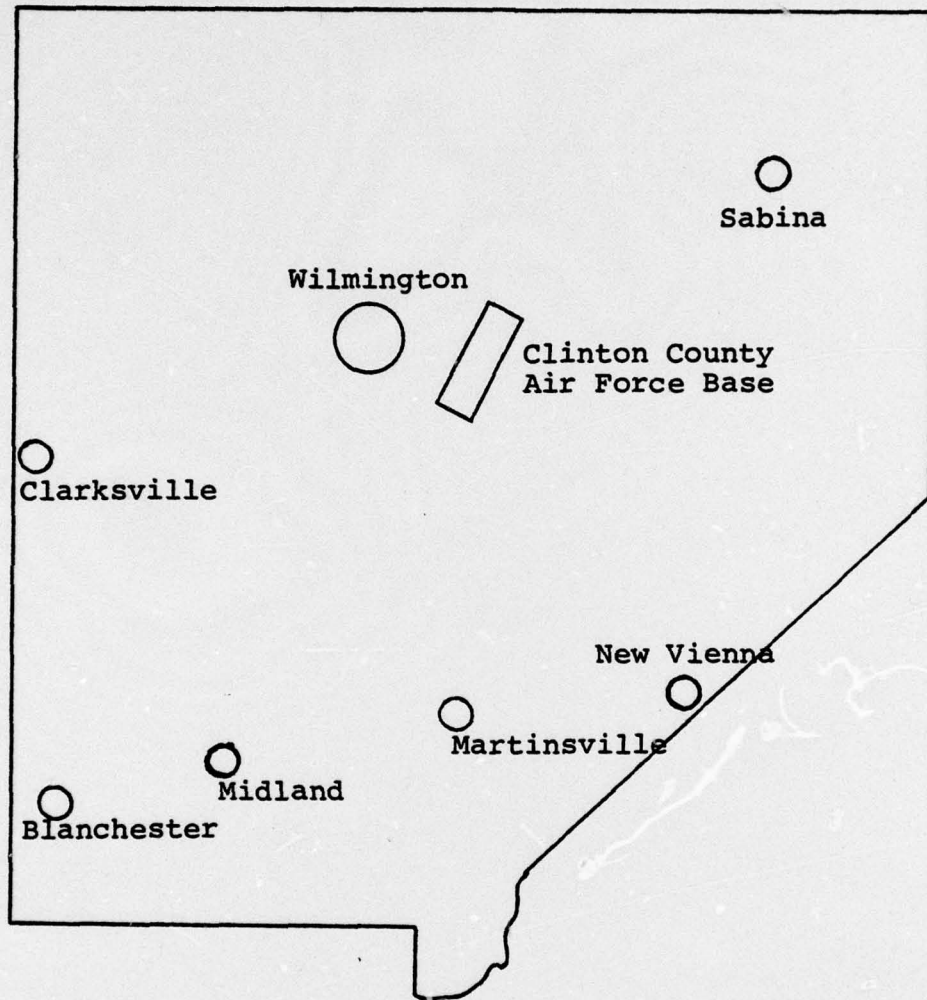 Sabina
Wilmington
Clinton County
Air Force Base
Clarksville
New Vienna
Martinsville
Midland
Blanchester